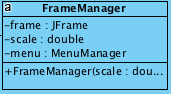 a
FrameManager
-frame : JFrame
-scale : double
-menu : MenuManager
+FrameManager(scale : dou...